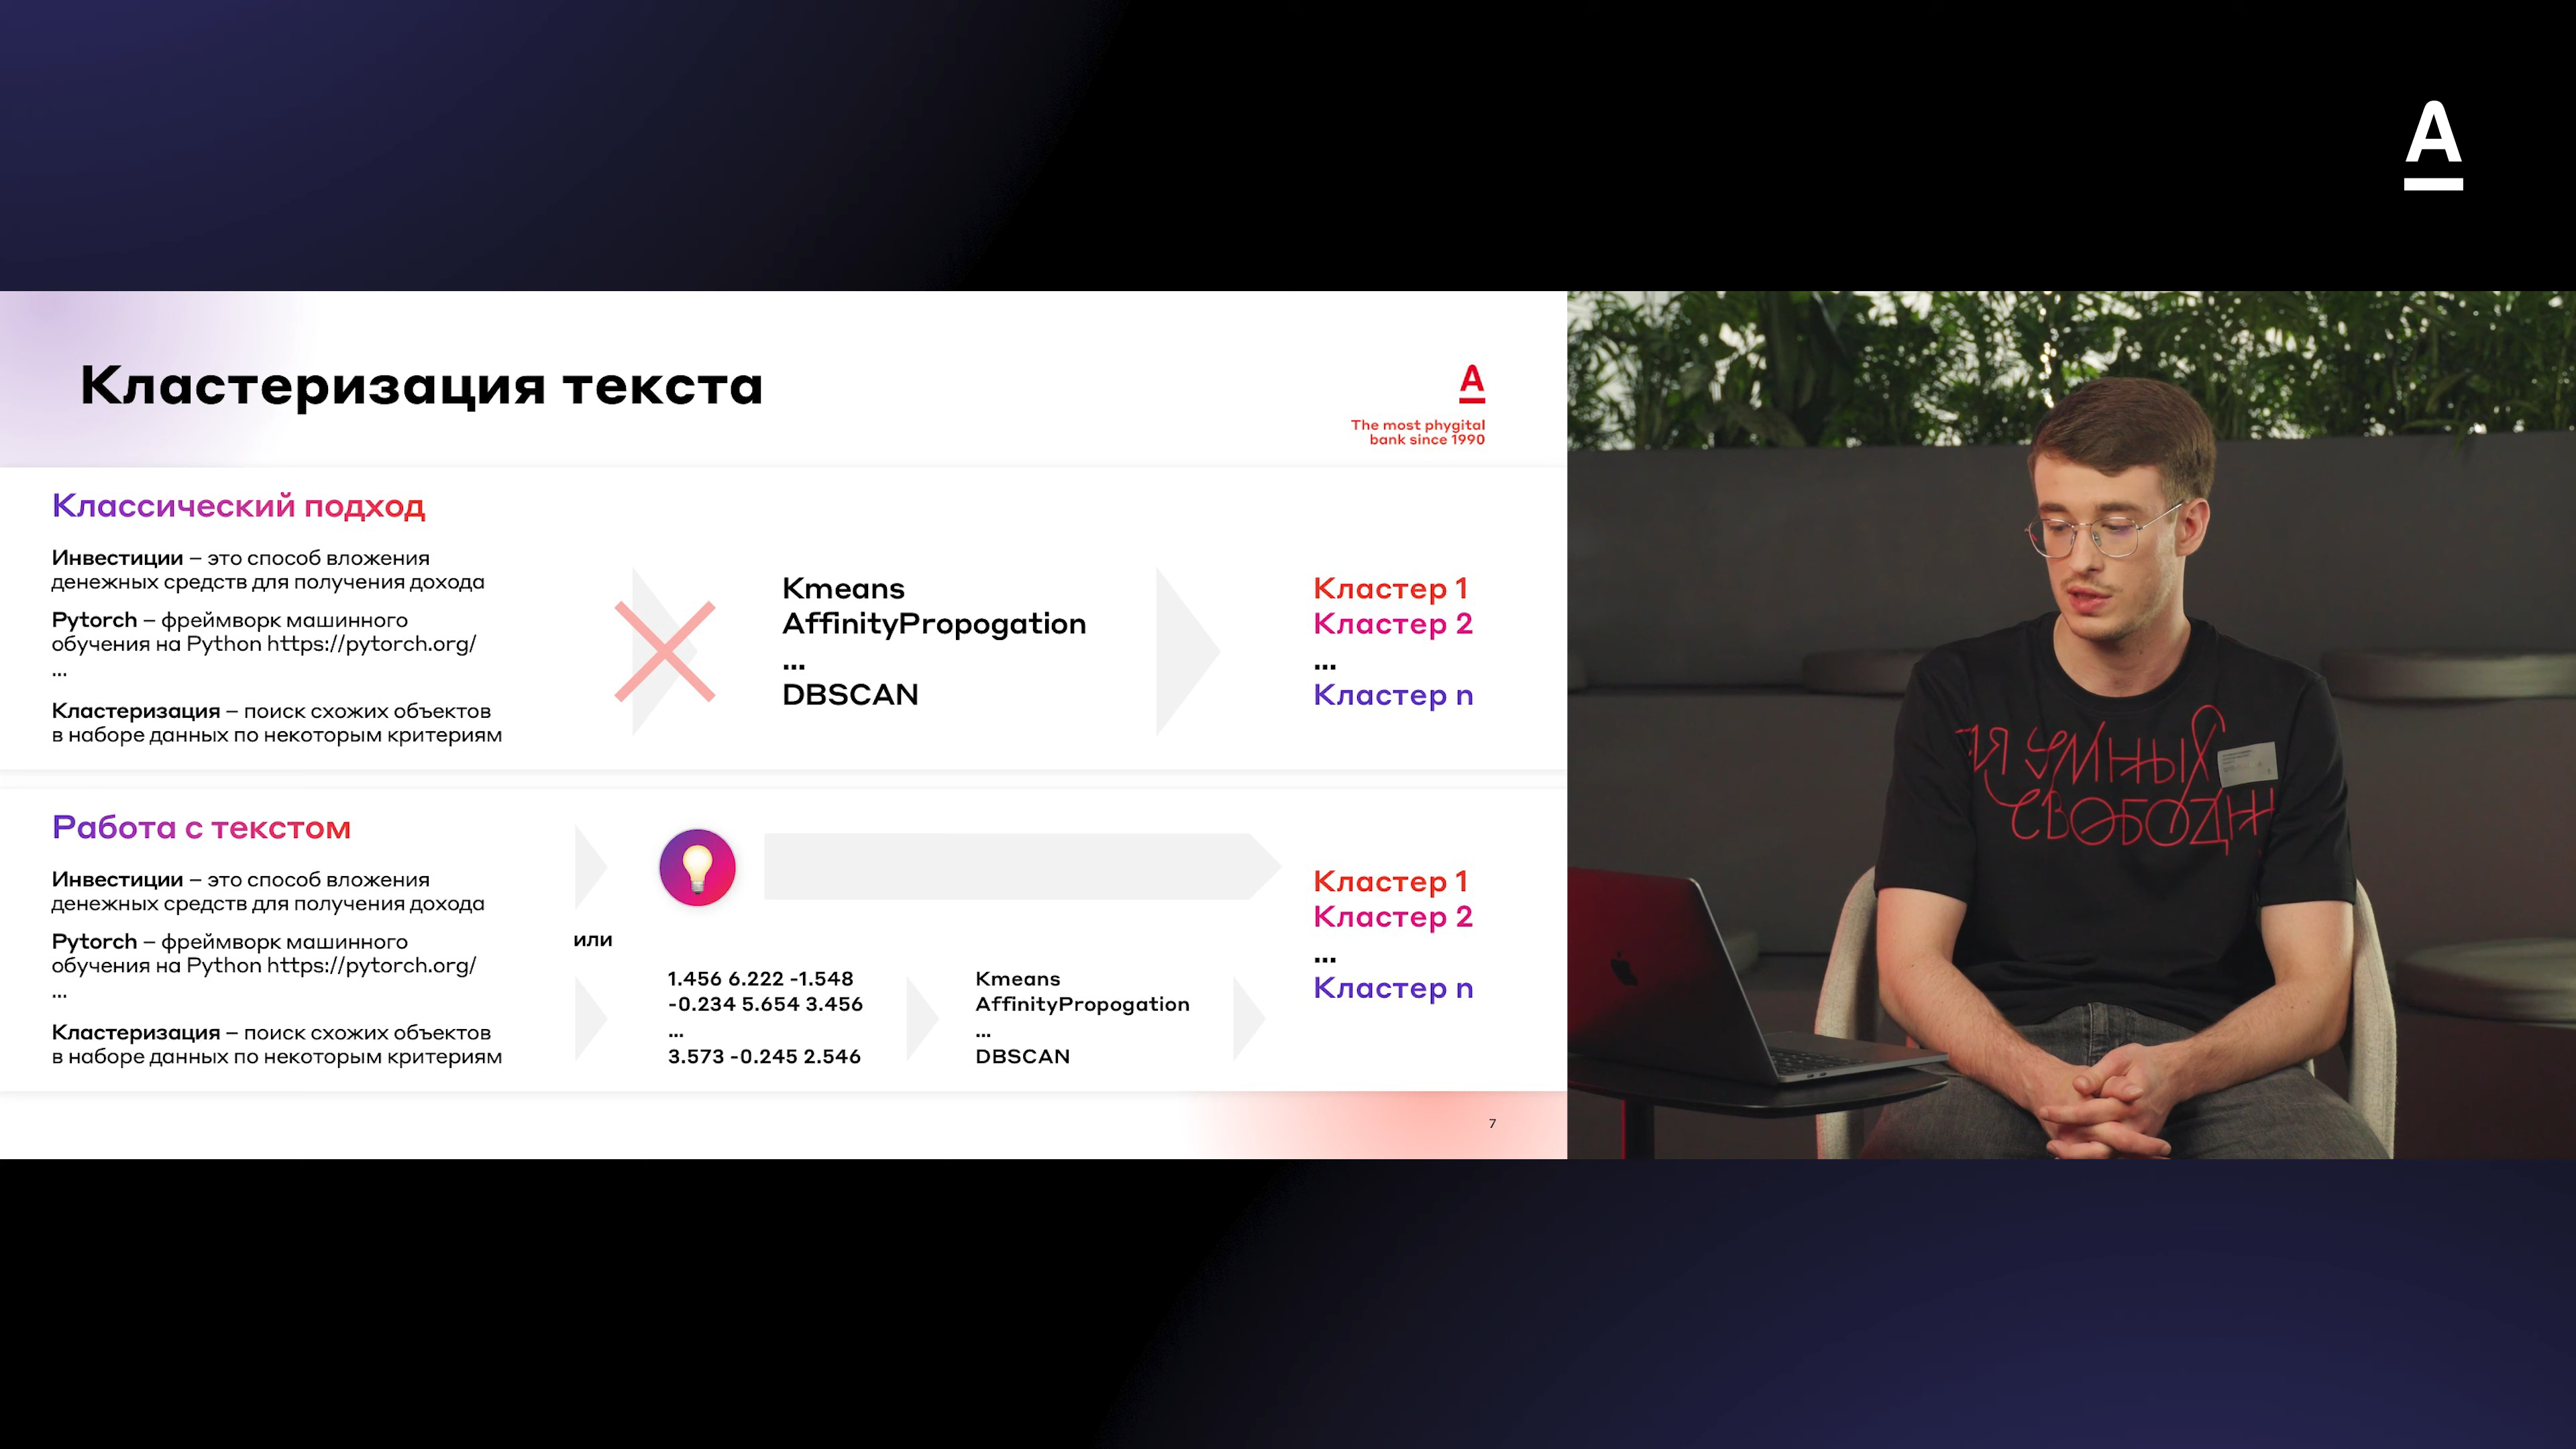 A
Кластеризация текста
A
The most phygital
bank since 1990
Классический подход
Инвестиции – это способ вложения
денежных средств для получения дохода
Pytorch – фреймворк машинного
обучения на Python https://pytorch.org/
...
Кластеризация – поиск схожих объектов
в наборе данных по некоторым критериям
Kmeans
AffinityPropogation
...
DBSCAN
Кластер 1
Кластер 2
...
Кластер n
Работа с текстом
Инвестиции – это способ вложения
денежных средств для получения дохода
Pytorch – фреймворк машинного
обучения на Python https://pytorch.org/
...
Кластеризация – поиск схожих объектов
в наборе данных по некоторым критериям
или
1.456 6.222 -1.548
-0.234 5.654 3.456
...
3.573 -0.245 2.546
Kmeans
AffinityPropogation
...
DBSCAN
Кластер 1
Кластер 2
...
Кластер n
7
ля умных
свободн